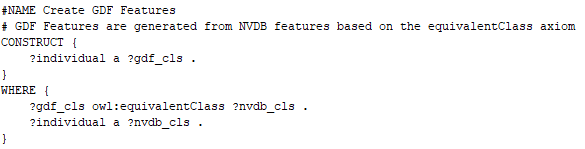 #NAME Create GDF Features
# GDF Features are generated from NVDB features based on the equivalentClass axiom
CONSTRUCT {
    ?individual a ?gdf_cls .
}
WHERE {
    ?gdf_cls owl:equivalentClass ?nvdb_cls .
    ?individual a ?nvdb_cls .
}